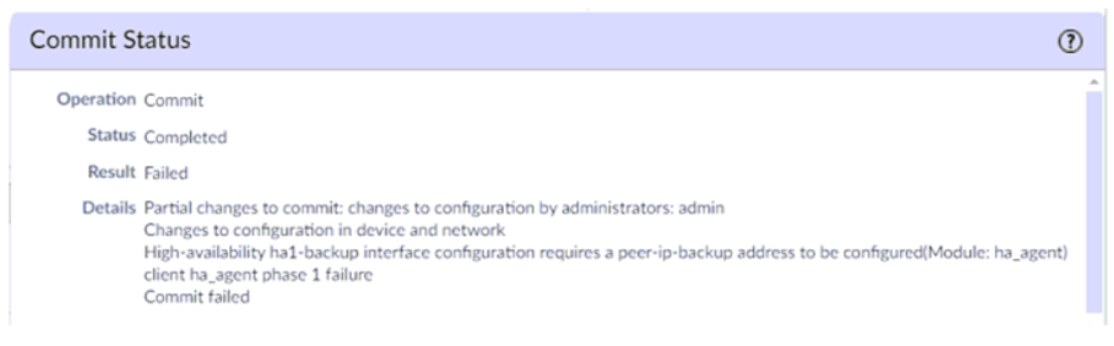 Commit Status
Operation Commit
Status Completed
Result Failed
Details Partial changes to commit: changes to configuration by administrators: admin
Changes to configuration in device and network
High-availability ha1-backup interface configuration requires a peer-ip-backup address to be configured(Module: ha_agent)
client ha_agent phase 1 failure
Commit failed